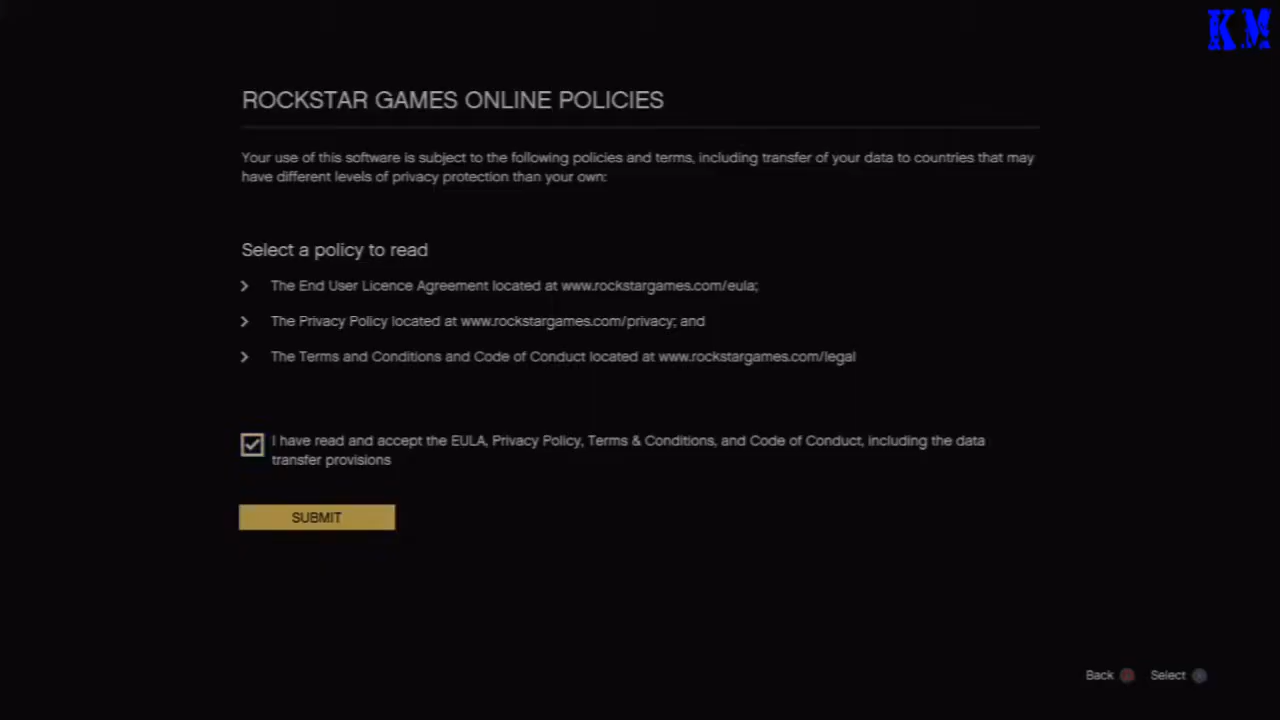 KM
ROCKSTAR GAMES ONLINE POLICIES
Your use of this software is subject to the following policies and terms, including transfer of your data to countries that may
have different levels of privacy protection than your own:
Select a policy to read
The End User Licence Agreement located at www.rockstargames.com/eula;
The Privacy Policy located at www.rockstargames.com/privacy; and
The Terms and Conditions and Code of Conduct located at www.rockstargames.com/legal
I have read and accept the EULA, Privacy Policy, Terms & Conditions, and Code of Conduct, including the data
transfer provisions
SUBMIT
Back Select